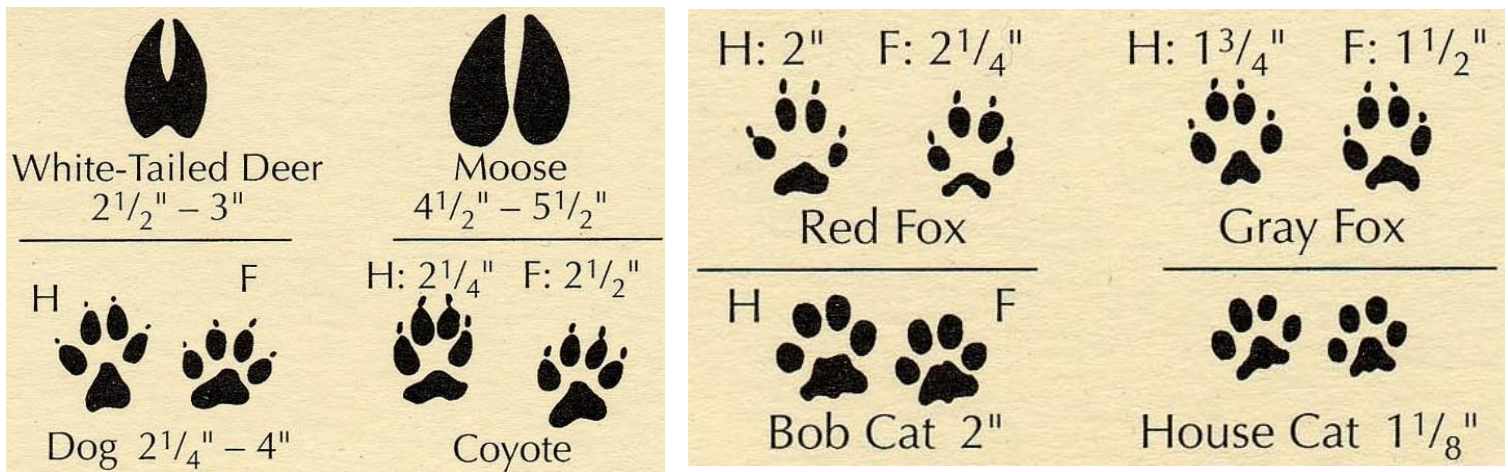 White-Tailed Deer
2 1/2" – 3"
Moose
4 1/2" – 5 1/2"
H F
Dog 2 1/4" – 4"
H: 2 1/4" F: 2 1/2"
Coyote
H: 2" F: 2 1/4"
Red Fox
H: 1 3/4" F: 1 1/2"
Gray Fox
H F
Bob Cat 2"
House Cat 1 1/8"